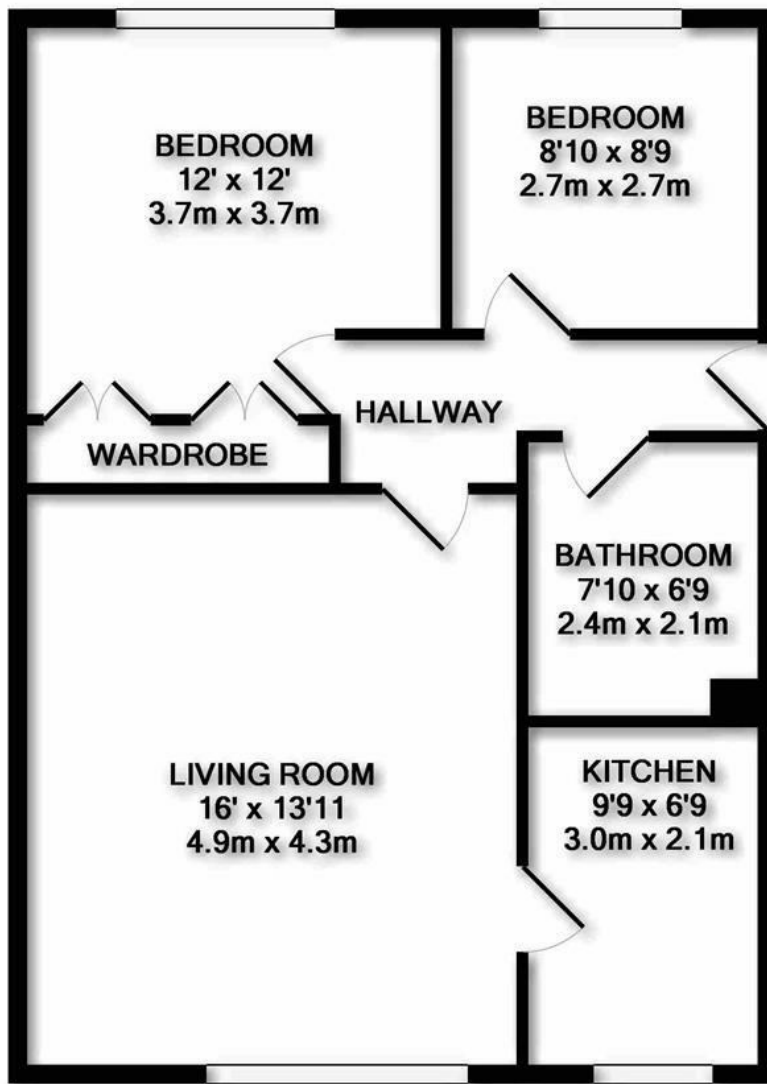 BEDROOM
12' x 12'
3.7m x 3.7m
BEDROOM
8'10 x 8'9
2.7m x 2.7m
HALLWAY
WARDROBE
BATHROOM
7'10 x 6'9
2.4m x 2.1m
LIVING ROOM
16' x 13'11
4.9m x 4.3m
KITCHEN
9'9 x 6'9
3.0m x 2.1m